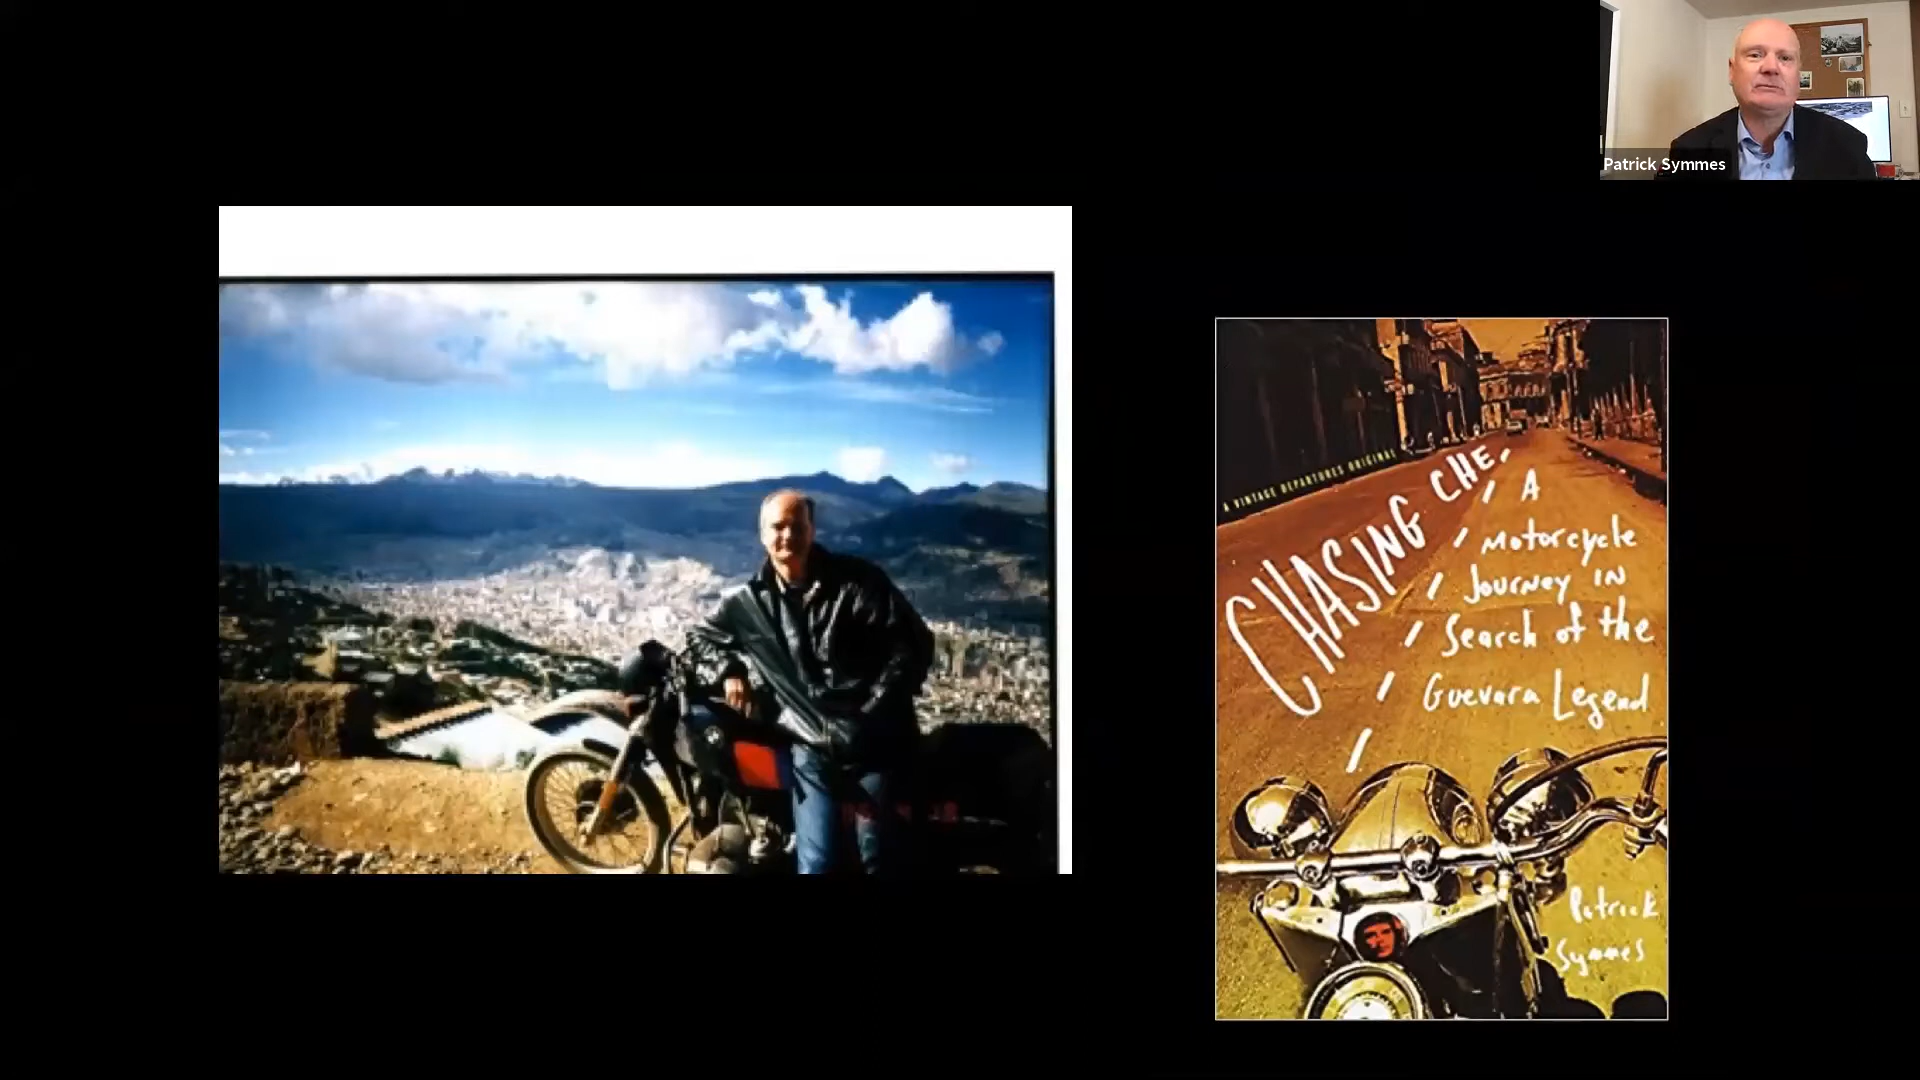 Patrick Symmes
A VINTAGE DEPARTURES ORIGINAL
CHASING CHE,
A
Motorcycle
Journey in
Search of the
Guevara Legend
Patrick
Symmes